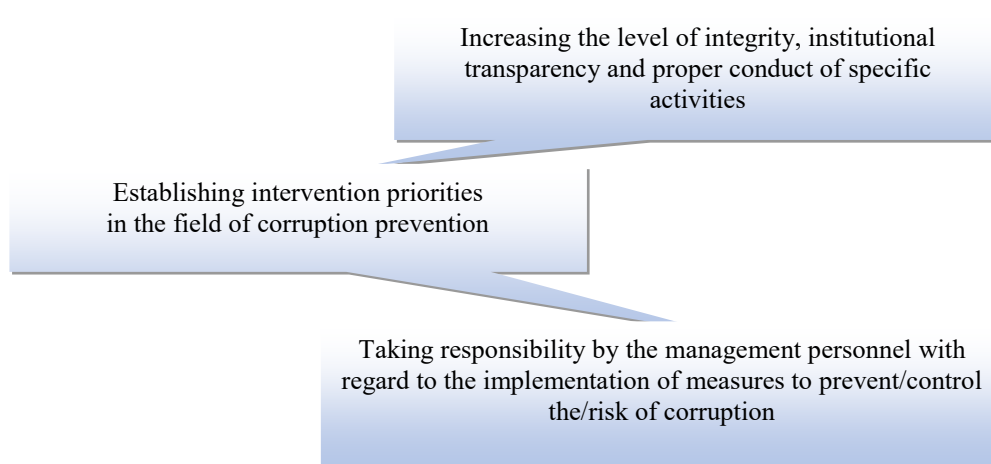 Increasing the level of integrity, institutional
transparency and proper conduct of specific
activities
Establishing intervention priorities
in the field of corruption prevention
Taking responsibility by the management personnel with
regard to the implementation of measures to prevent/control
the/risk of corruption